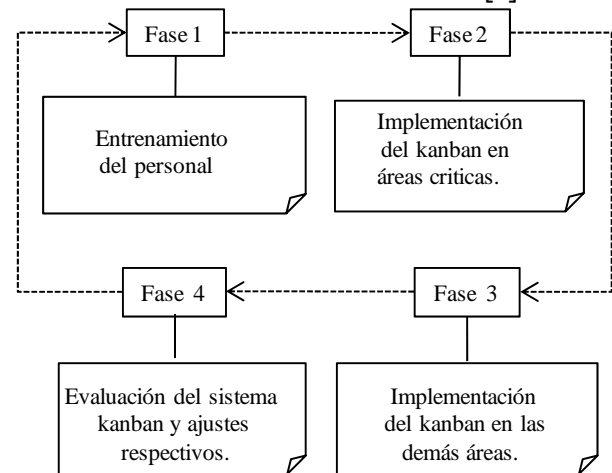 Fase 1
Fase 2
Entrenamiento
del personal
Implementación
del kanban en
áreas criticas.
Fase 4
Fase 3
Evaluación del sistema
kanban y ajustes
respectivos.
Implementación
del kanban en las
demás áreas.